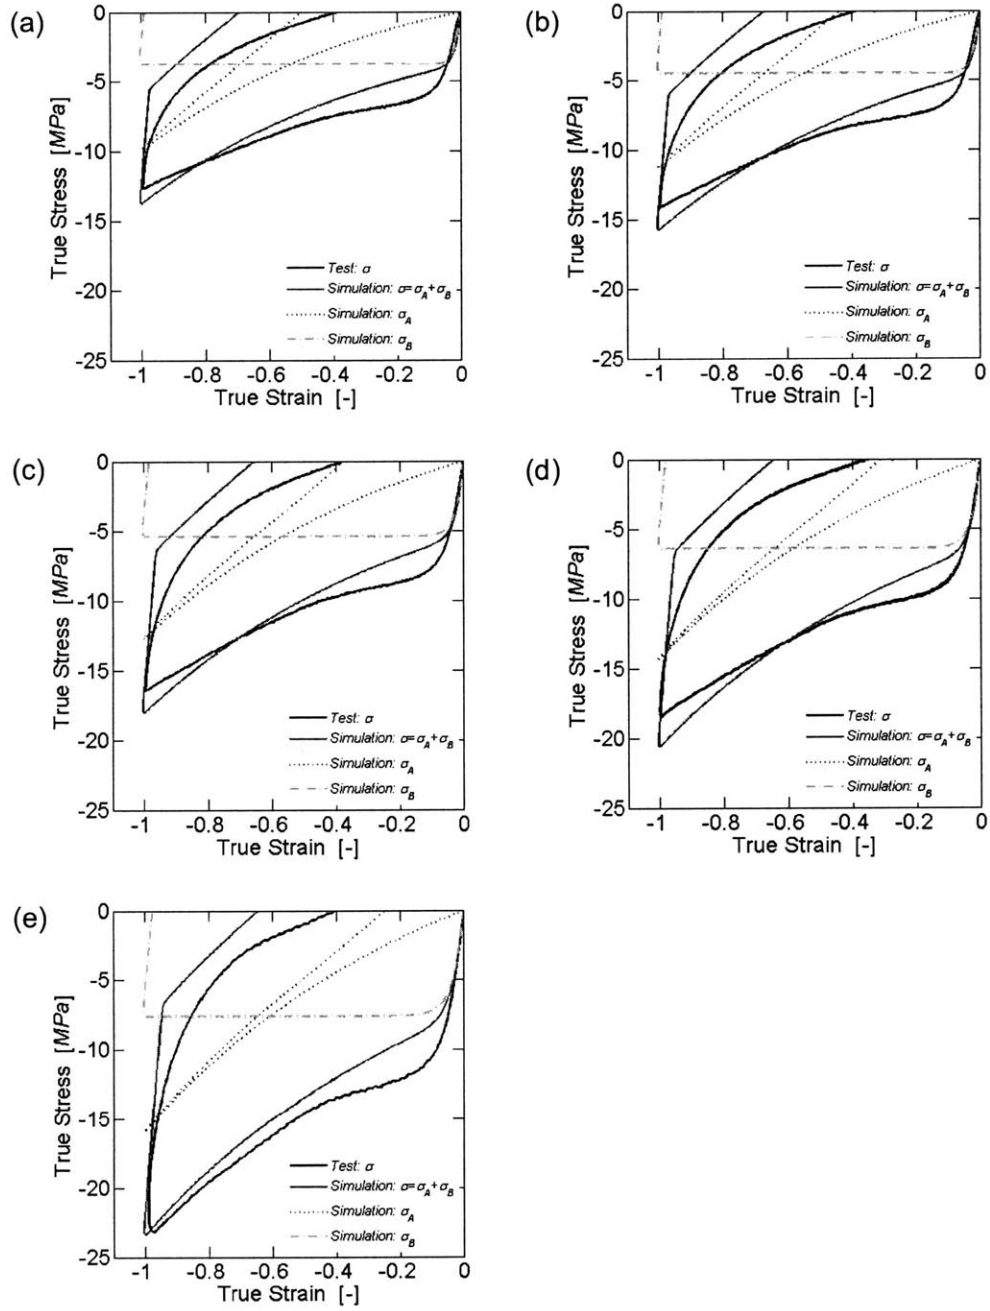 (a)
0
-5
-10
-15
-20
-25
True Stress [MPa]
Test: σ
Simulation: σ=σA+σB
Simulation: σA
Simulation: σB
-1 -0.8 -0.6 -0.4 -0.2 0
True Strain [-]
(b)
0
-5
-10
-15
-20
-25
True Stress [MPa]
Test: σ
Simulation: σ=σA+σB
Simulation: σA
Simulation: σB
-1 -0.8 -0.6 -0.4 -0.2 0
True Strain [-]
(c)
0
-5
-10
-15
-20
-25
True Stress [MPa]
Test: σ
Simulation: σ=σA+σB
Simulation: σA
Simulation: σB
-1 -0.8 -0.6 -0.4 -0.2 0
True Strain [-]
(d)
0
-5
-10
-15
-20
-25
True Stress [MPa]
Test: σ
Simulation: σ=σA+σB
Simulation: σA
Simulation: σB
-1 -0.8 -0.6 -0.4 -0.2 0
True Strain [-]
(e)
0
-5
-10
-15
-20
-25
True Stress [MPa]
Test: σ
Simulation: σ=σA+σB
Simulation: σA
Simulation: σB
-1 -0.8 -0.6 -0.4 -0.2 0
True Strain [-]